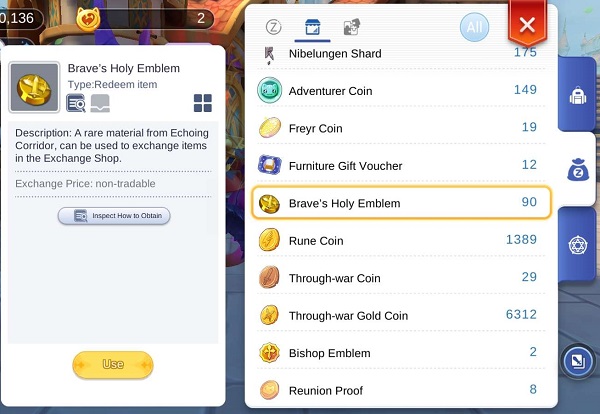 0,136
2
Brave's Holy Emblem
Type:Redeem item
Description: A rare material from Echoing
Corridor, can be used to exchange items
in the Exchange Shop.
Exchange Price: non-tradable
Inspect How to Obtain
Use
All
Nibelungen Shard 175
Adventurer Coin 149
Freyr Coin 19
Furniture Gift Voucher 12
Brave's Holy Emblem 90
Rune Coin 1389
Through-war Coin 29
Through-war Gold Coin 6312
Bishop Emblem 2
Reunion Proof 8